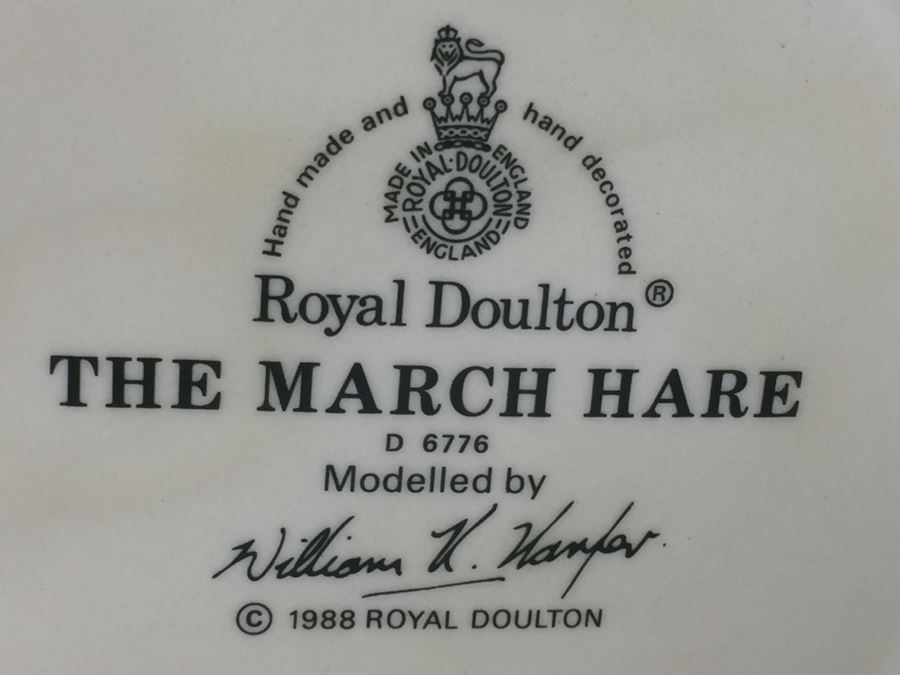 Hand made and hand decorated
MADE IN ENGLAND
ROYAL·DOULTON
ENGLAND
Royal Doulton ®
THE MARCH HARE
D 6776
Modelled by
William K. Harper.
© 1988 ROYAL DOULTON